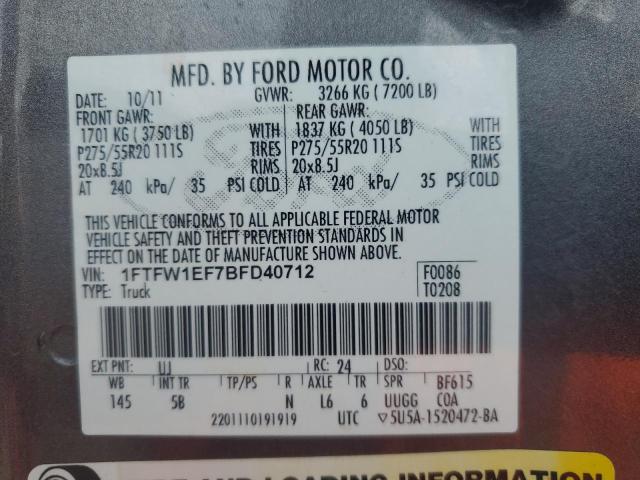 MFD. BY FORD MOTOR CO.
DATE: 10/11 GVWR: 3266 KG ( 7200 LB)
FRONT GAWR: REAR GAWR:
1701 KG ( 3750 LB) WITH 1837 KG ( 4050 LB) WITH
P275/55R20 111S TIRES P275/55R20 111S TIRES
20x8.5J RIMS 20x8.5J RIMS
AT 240 kPa/ 35 PSI COLD AT 240 kPa/ 35 PSI COLD
THIS VEHICLE CONFORMS TO ALL APPLICABLE FEDERAL MOTOR
VEHICLE SAFETY AND THEFT PREVENTION STANDARDS IN
EFFECT ON THE DATE OF MANUFACTURE SHOWN ABOVE.
VIN: 1FTFW1EF7BFD40712 F0086
TYPE: Truck T0208
EXT PNT: UJ RC: 24 DSO:
WB INT TR TP/PS R AXLE TR SPR BF615
145 5B N L6 6 UUGG COA
2201110191919 UTC ▽5U5A-1520472-BA
AND LOADING INFORMATION